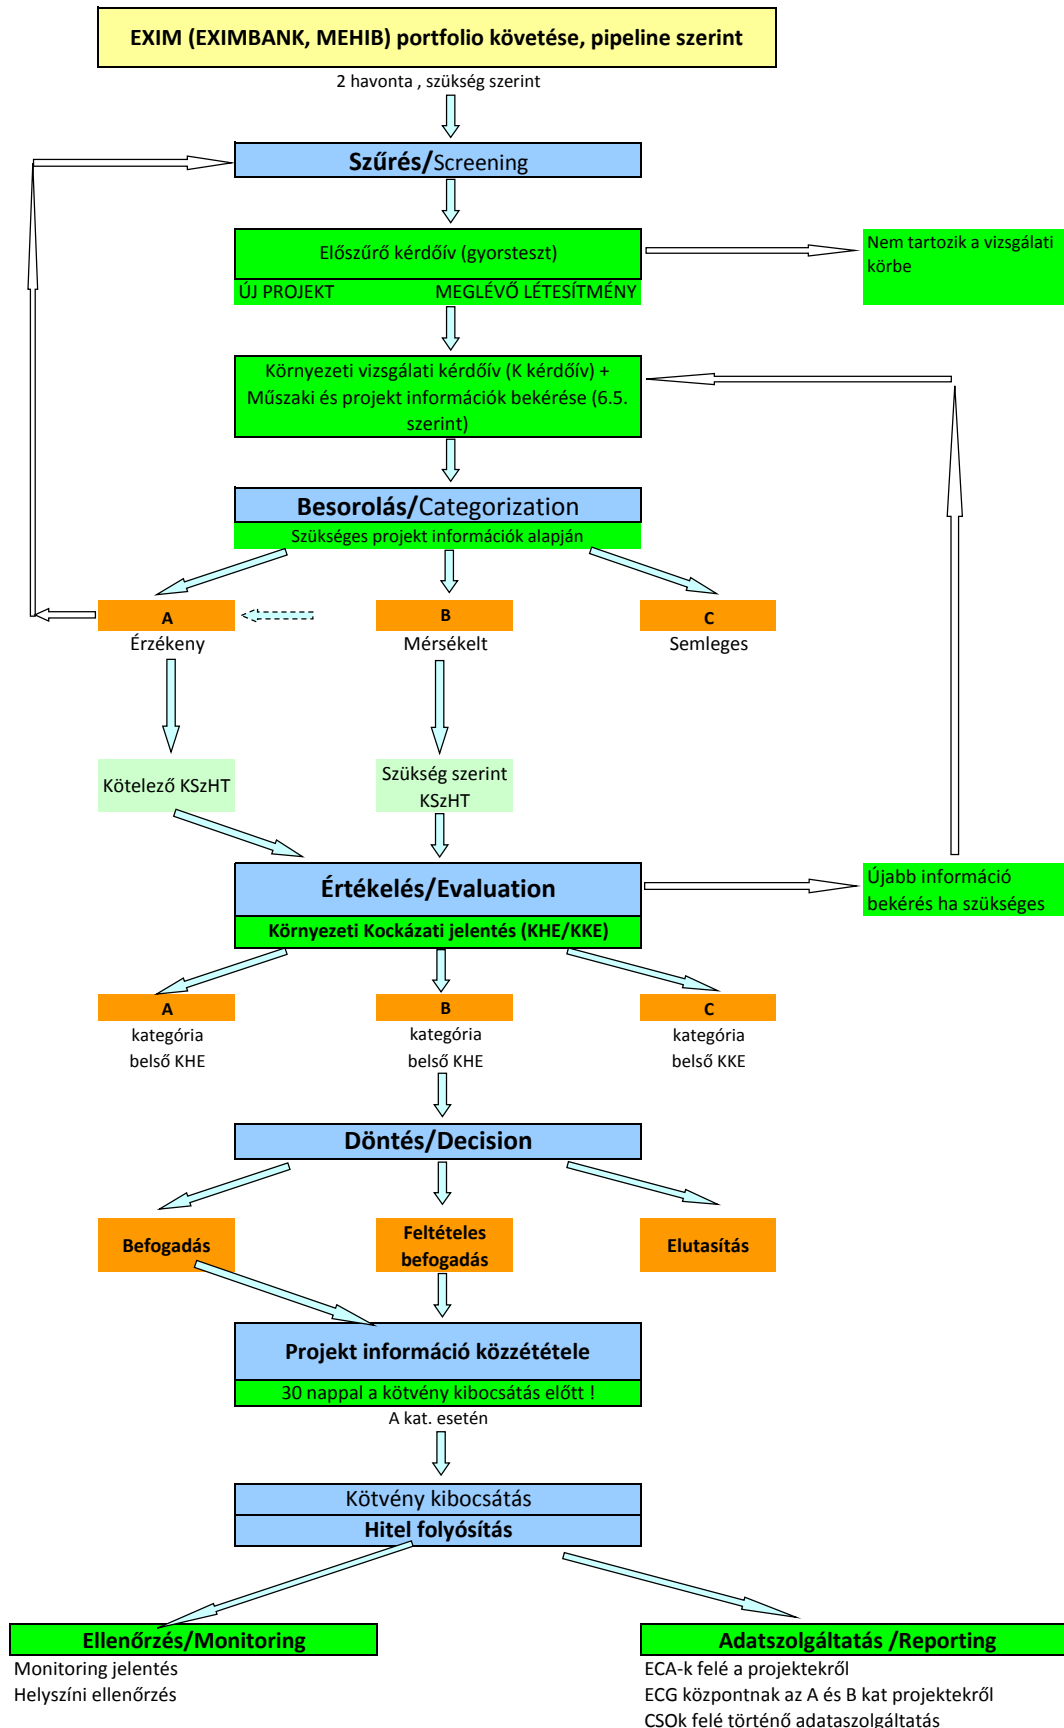 EXIM (EXIMBANK, MEHIB) portfolio követése, pipeline szerint
2 havonta , szükség szerint
Szűrés/Screening
Előszűrő kérdőív (gyorsteszt)
Nem tartozik a vizsgálati
körbe
ÚJ PROJEKT MEGLÉVŐ LÉTESÍTMÉNY
Környezeti vizsgálati kérdőív (K kérdőív) +
Műszaki és projekt információk bekérése (6.5.
szerint)
Besorolás/Categorization
Szükséges projekt információk alapján
A
B
C
Érzékeny
Mérsékelt
Semleges
Kötelező KSzHT
Szükség szerint
KSzHT
Értékelés/Evaluation
Újabb információ
bekérés ha szükséges
Környezeti Kockázati jelentés (KHE/KKE)
A
B
C
kategória
kategória
kategória
belső KHE
belső KHE
belső KKE
Döntés/Decision
Befogadás
Feltételes
befogadás
Elutasítás
Projekt információ közzététele
30 nappal a kötvény kibocsátás előtt !
A kat. esetén
Kötvény kibocsátás
Hitel folyósítás
Ellenőrzés/Monitoring
Monitoring jelentés
Helyszíni ellenőrzés
Adatszolgáltatás /Reporting
ECA-k felé a projektekről
ECG központnak az A és B kat projektekről
CSOk felé történő adataszolgáltatás